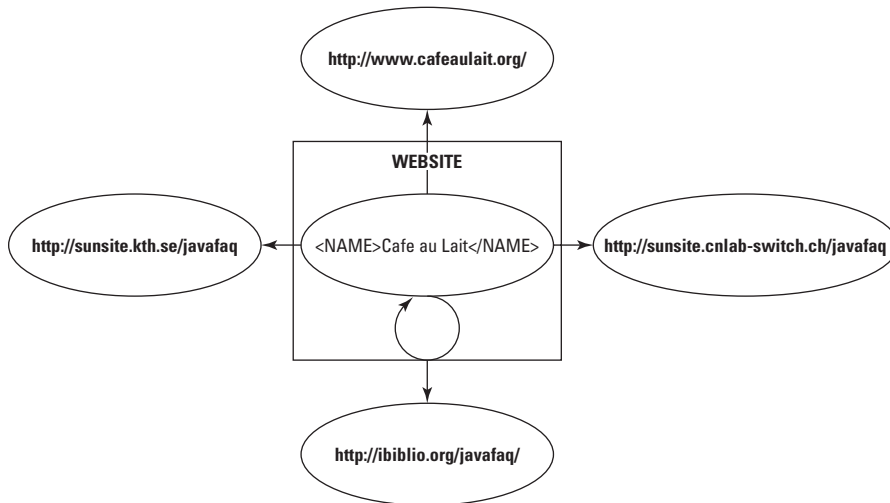 http://www.cafeaulait.org/
WEBSITE
http://sunsite.kth.se/javafaq
<NAME>Cafe au Lait</NAME>
http://sunsite.cnlab-switch.ch/javafaq
http://ibiblio.org/javafaq/